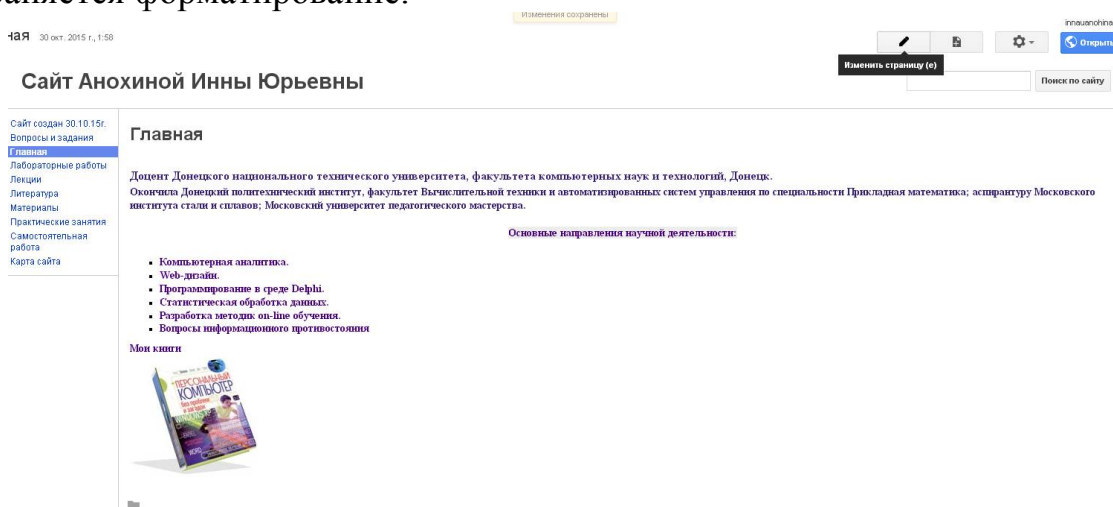 няется форматирование.
Изменения сохранены
ная 30 окт. 2015 г., 1:58
innauanohina
Открыть
Изменить страницу (e)
Сайт Анохиной Инны Юрьевны
Поиск по сайту
Сайт создан 30.10.15г.
Вопросы и задания
Главная
Лабораторные работы
Лекции
Литература
Материалы
Практические занятия
Самостоятельная
работа
Карта сайта
Главная
Доцент Донецкого национального технического университета, факультета компьютерных наук и технологий, Донецк.
Окончила Донецкий политехнический институт, факультет Вычислительной техники и автоматизированных систем управления по специальности Прикладная математика; аспирантуру Московского
института стали и сплавов; Московский университет педагогического мастерства.
Основные направления научной деятельности:
Компьютерная аналитика.
Web-дизайн.
Программирование в среде Delphi.
Статистическая обработка данных.
Разработка методик on-line обучения.
Вопросы информационного противостояния
Мои книги
ПЕРСОНАЛЬНЫЙ
КОМПЬЮТЕР